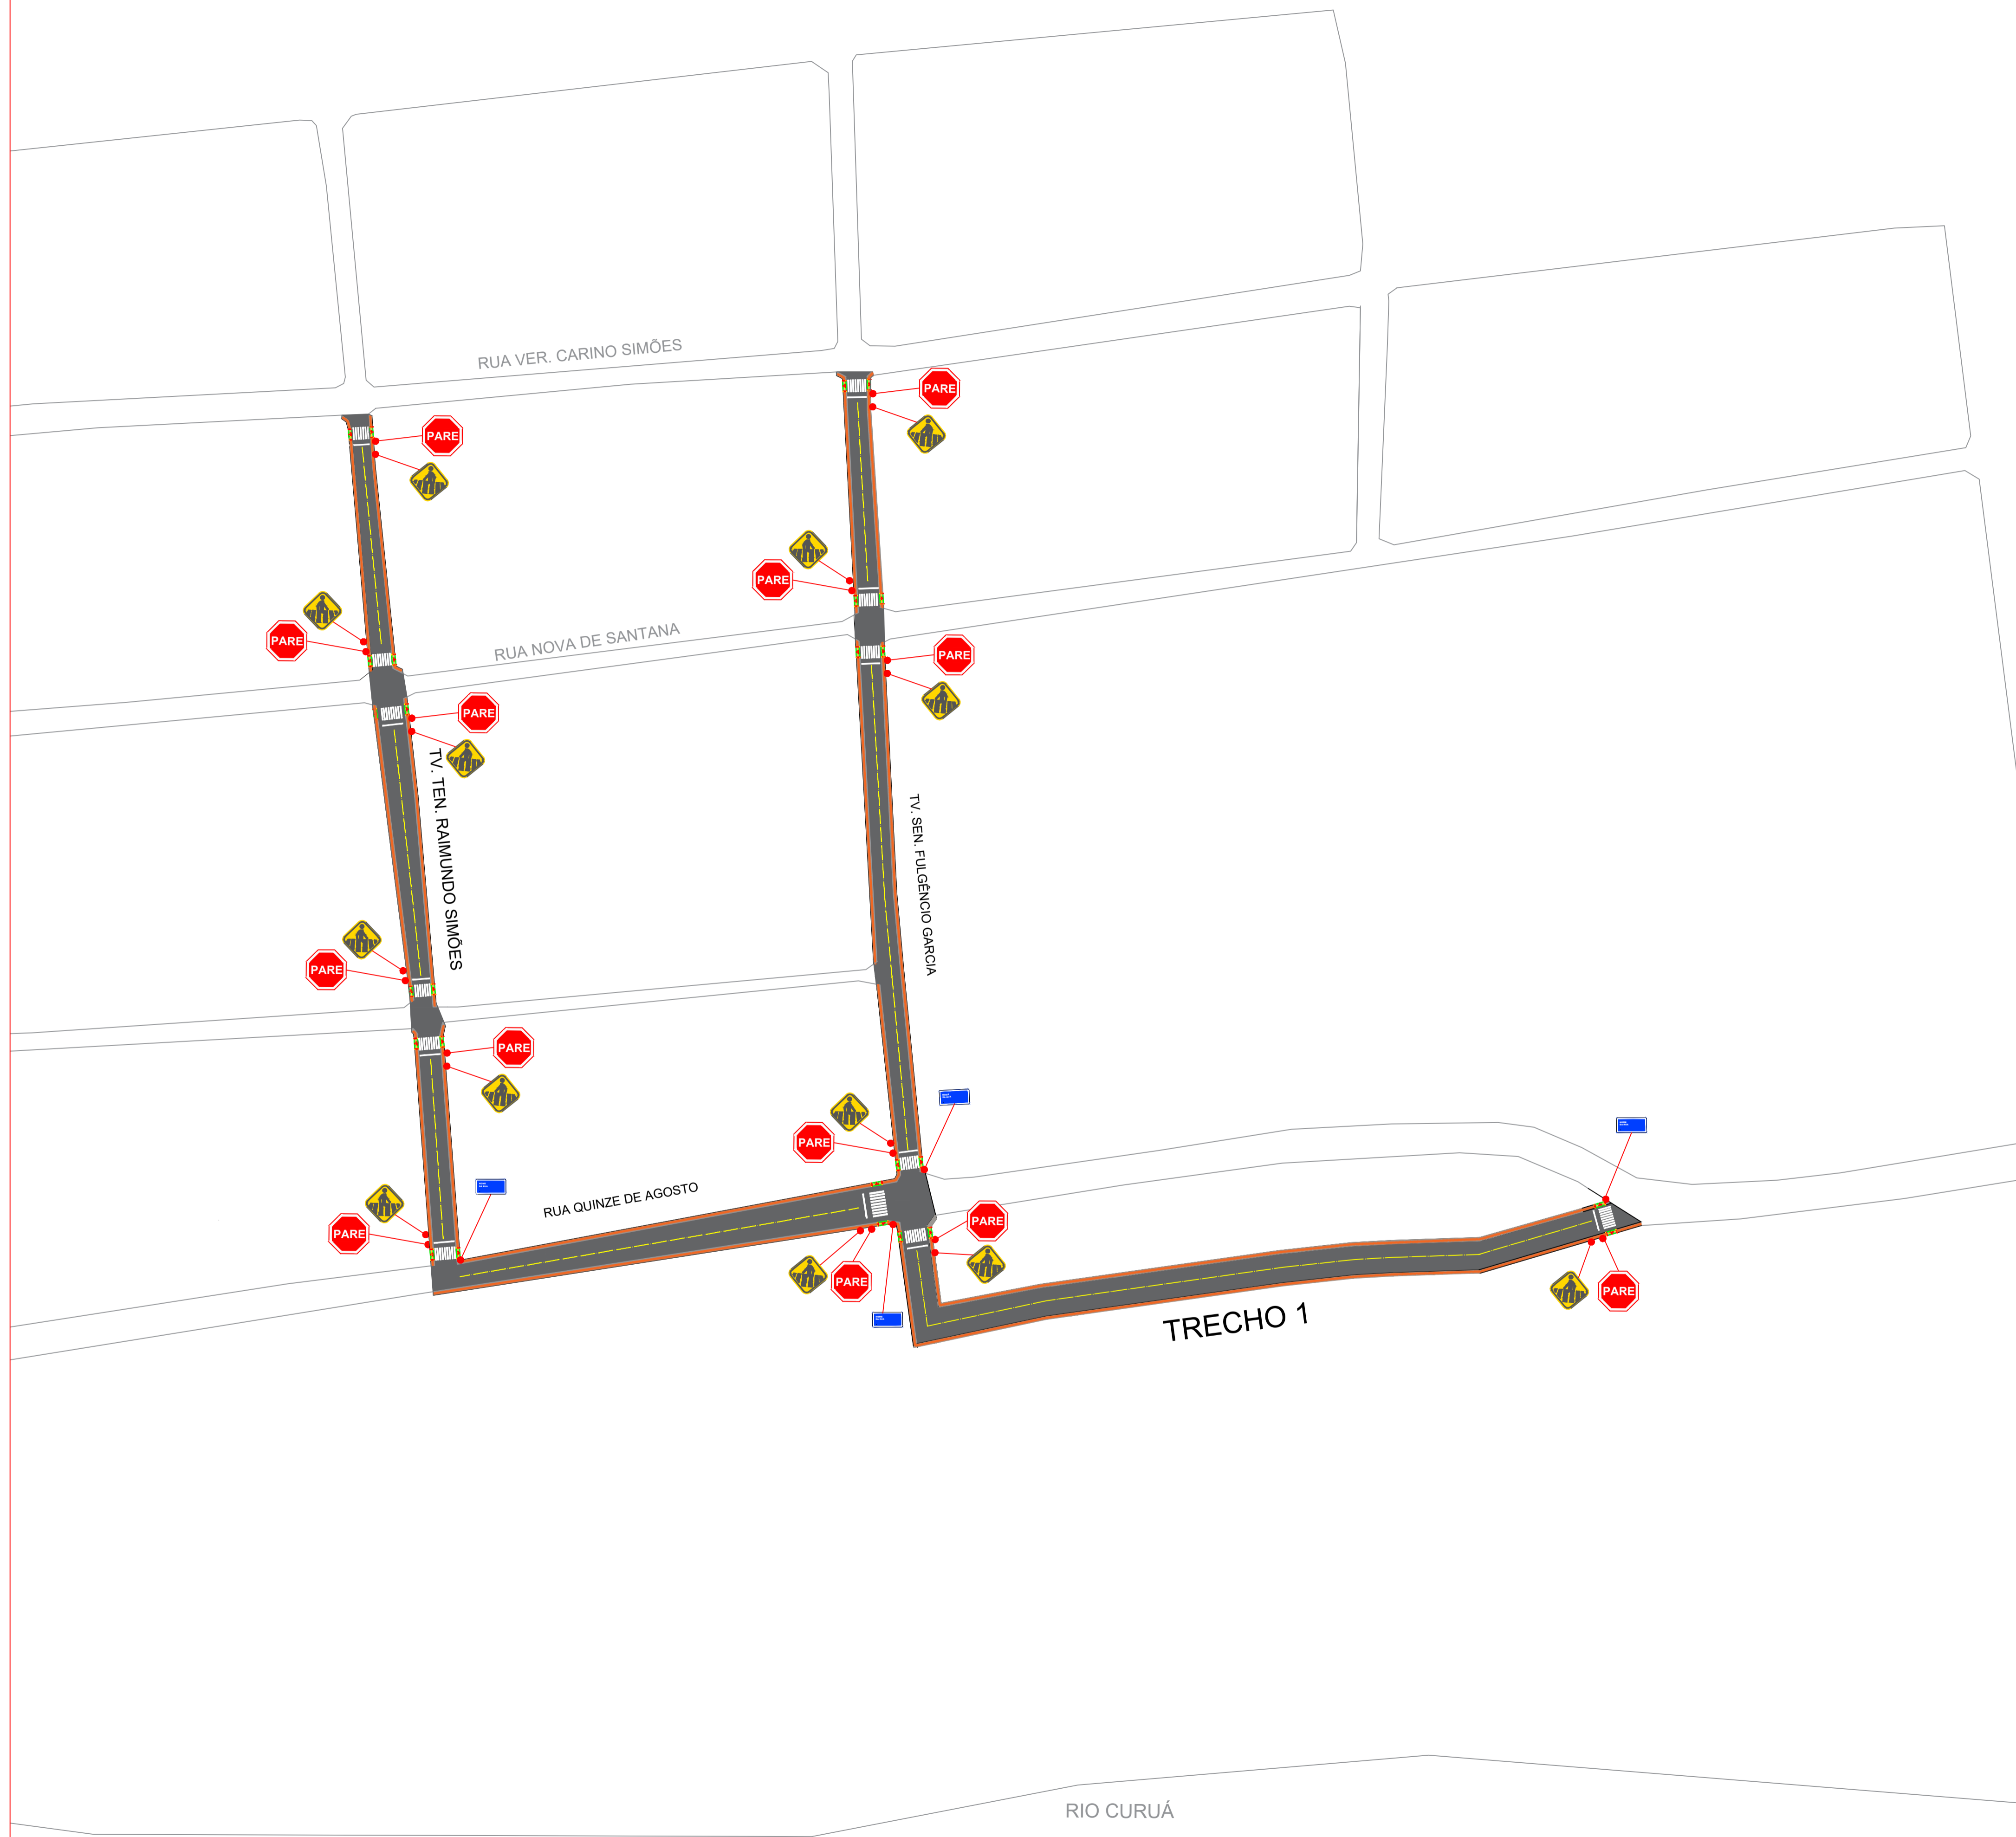 RUA VER. CARINO SIMÕES
PARE
PARE
PARE
PARE
RUA NOVA DE SANTANA
PARE
PARE
TV. TEN. RAIMUNDO SIMÕES
TV. SEN. FULGÊNCIO GARCIA
PARE
PARE
PARE
RUA QUINZE DE AGOSTO
PARE
PARE
PARE
PARE
TRECHO 1
RIO CURUÁ